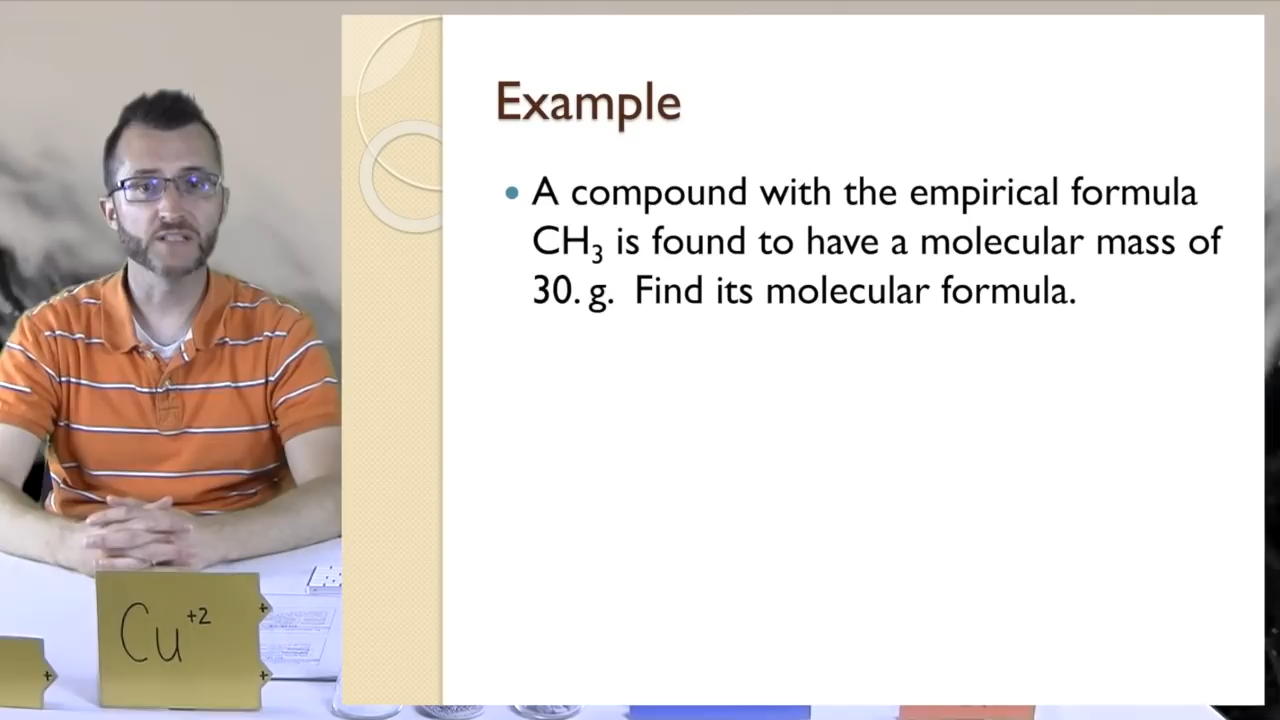 Example
A compound with the empirical formula
CH₃ is found to have a molecular mass of
30. g. Find its molecular formula.
Cu⁺²
+
+
+